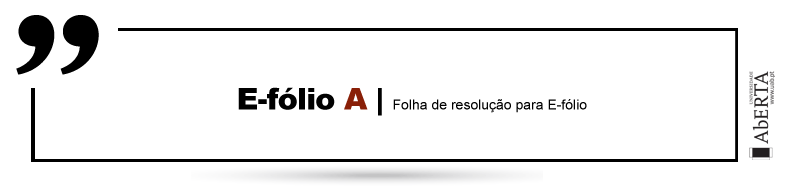 E-fólio A | Folha de resolução para E-fólio
UNIVERSIDADE
AbERTA
www.uab.pt